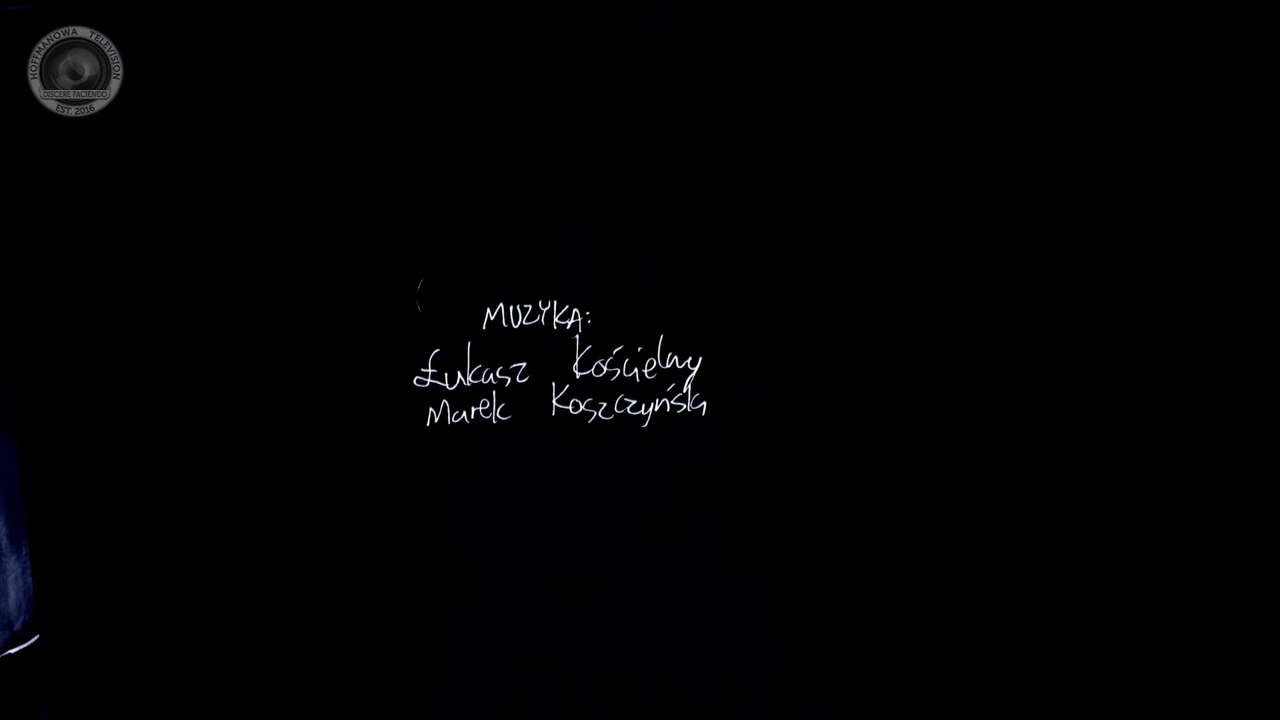 HOFFMANOWA TELEVISION
DISCERE FACIENDO
EST. 2016
MUZYKA:
Łukasz Kościelny
Marek Koszczyński